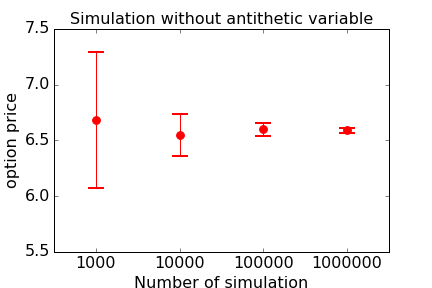 Simulation without antithetic variable
7.5
7.0
6.5
6.0
5.5
option price
1000 10000 100000 1000000
Number of simulation